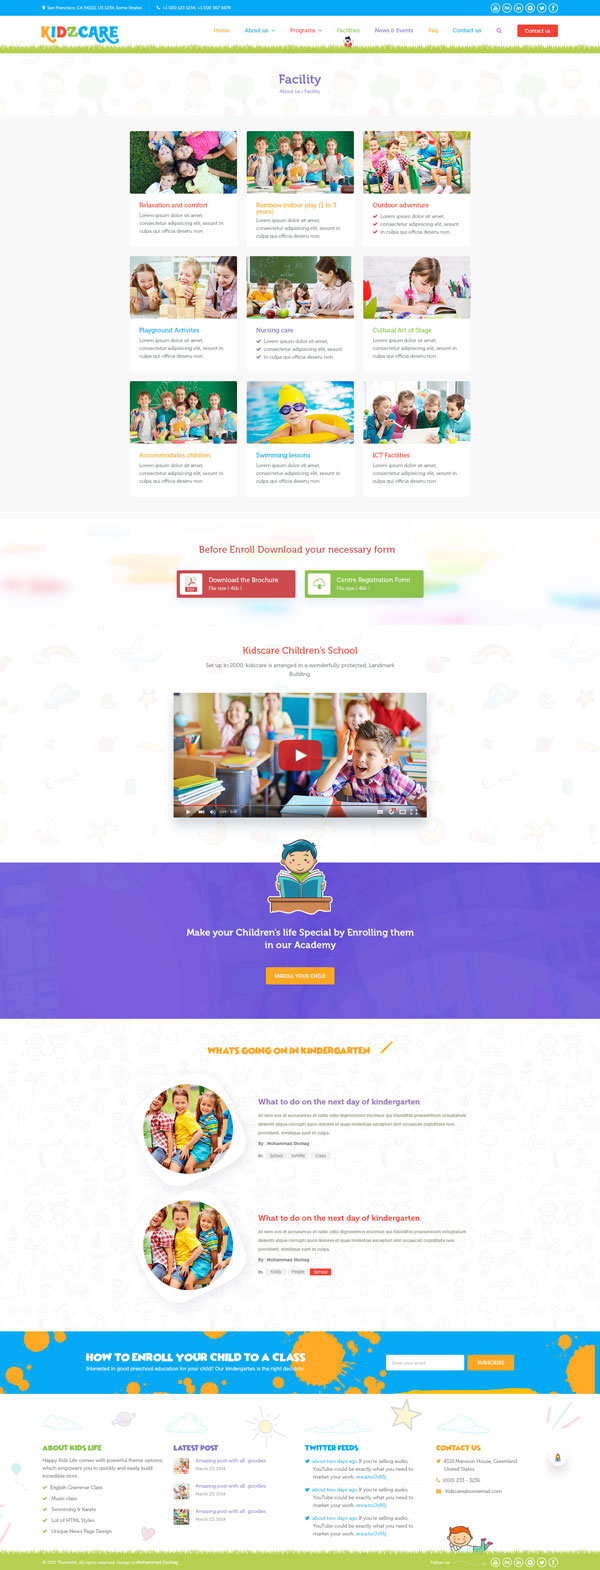 San Francisco, CA 94102, US 1234, Some States
+1 000 123 1234; +1 000 567 5678
KIDZCARE
Home
About us
Programs
Facilities
News & Events
Faq
Contact us
Contact us
Facility
About us | Facility
Relaxation and comfort
Lorem ipsum dolor sit amet,
consectetur adipisicing elit, sesunt in
culpa qui officia deseru non
Rainbow indoor play (1 to 3
years)
Lorem ipsum dolor sit amet,
consectetur adipisicing elit, sesunt in
culpa qui officia deseru non
Outdoor adventure
Lorem ipsum dolor sit amet,
consectetur adipisicing elit, sesunt
in culpa qui officia deseru non
Playground Activites
Lorem ipsum dolor sit amet,
consectetur adipisicing elit, sesunt in
culpa qui officia deseru non
Nursing care
Lorem ipsum dolor sit amet,
consectetur adipisicing elit, sesunt
in culpa qui officia deseru non
Cultural Art of Stage
Lorem ipsum dolor sit amet,
consectetur adipisicing elit, sesunt in
culpa qui officia deseru non
Accommodates children
Lorem ipsum dolor sit amet,
consectetur adipisicing elit, sesunt in
culpa qui officia deseru non
Swimming lessons
Lorem ipsum dolor sit amet,
consectetur adipisicing elit, sesunt in
culpa qui officia deseru non
ICT Facilities
Lorem ipsum dolor sit amet,
consectetur adipisicing elit, sesunt in
culpa qui officia deseru non
Before Enroll Download your necessary form
PDF
Download the Brochure
File size ( 4kb )
Centre Registration Form
File size ( 4kb )
Kidscare Children's School
Set up in 2000, kidscare is arranged in a wonderfully protected, Landmark
Building.
Make your Children's life Special by Enrolling them
in our Academy
ENROLL YOUR CHILD
WHATS GOING ON IN KINDERGARTEN
What to do on the next day of kindergarten
At vero eos et accusamus et iusto odio dignissimos ducimus qui blanditiis praesentium voluptatum
deleniti atque corrupti quos dolores et quas molestias excepturi sint occaecati cupiditate non
provident, similique sunt in culpa.
By : Mohammad Shohag
In
School
Kiddy
Class
What to do on the next day of kindergarten
At vero eos et accusamus et iusto odio dignissimos ducimus qui blanditiis praesentium voluptatum
deleniti atque corrupti quos dolores et quas molestias excepturi sint occaecati cupiditate non
provident, similique sunt in culpa.
By : Mohammad Shohag
In
Kiddy
People
School
HOW TO ENROLL YOUR CHILD TO A CLASS
Interested in good preschool education for your child? Our kindergarten is the right decision!
Enter your email
SUBSCRIBE
ABOUT KIDS LIFE
Happy Kids Life comes with powerful theme options,
which empowers you to quickly and easily build
incredible store.
English Grammar Class
Music class
Swimming & Karate
Lot of HTML Styles
Unique News Page Design
LATEST POST
Amazing post with all goodies
March 23, 2014
Amazing post with all goodies
March 23, 2014
Amazing post with all goodies
March 23, 2014
TWITTER FEEDS
about two days ago If you're selling audio,
YouTube could be exactly what you need to
market your work.
about two days ago If you're selling audio,
YouTube could be exactly what you need to
market your work.
about two days ago If you're selling audio,
YouTube could be exactly what you need to
market your work.
CONTACT US
4318 Mansion House, Greenland
United States
(000) 233 - 3236
Kidscare@somemail.com
© 2017 ThemeIM. All rights reserved. Design by Mohammad Shohag
Follow us